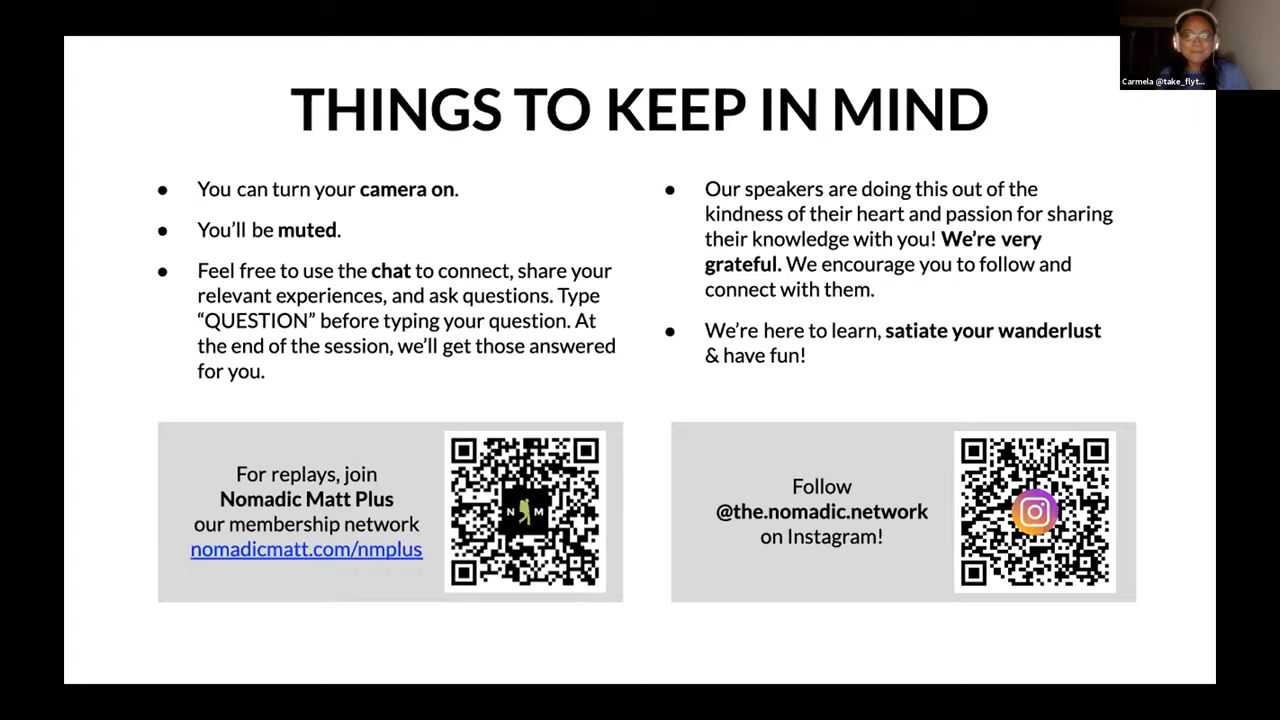 Carmela @take_flyt...
THINGS TO KEEP IN MIND
● You can turn your camera on.
● You'll be muted.
● Feel free to use the chat to connect, share your
relevant experiences, and ask questions. Type
“QUESTION” before typing your question. At
the end of the session, we'll get those answered
for you.
● Our speakers are doing this out of the
kindness of their heart and passion for sharing
their knowledge with you! We're very
grateful. We encourage you to follow and
connect with them.
● We're here to learn, satiate your wanderlust
& have fun!
For replays, join
Nomadic Matt Plus
our membership network
nomadicmatt.com/nmplus
N M
Follow
@the.nomadic.network
on Instagram!